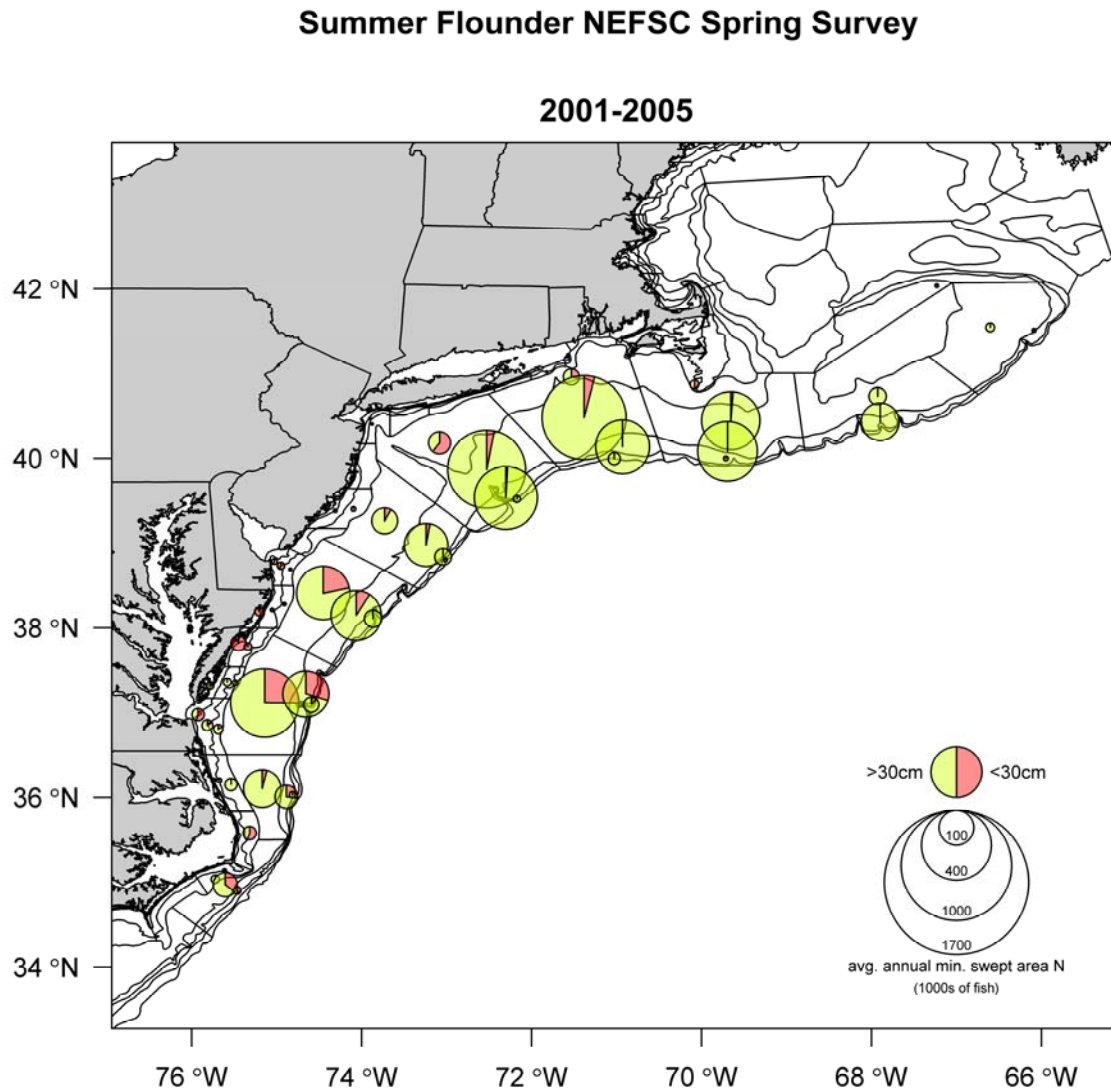 Summer Flounder NEFSC Spring Survey
2001-2005
42 °N
40 °N
38 °N
36 °N
34 °N
>30cm <30cm
100
400
1000
1700
avg. annual min. swept area N
(1000s of fish)
76 °W 74 °W 72 °W 70 °W 68 °W 66 °W